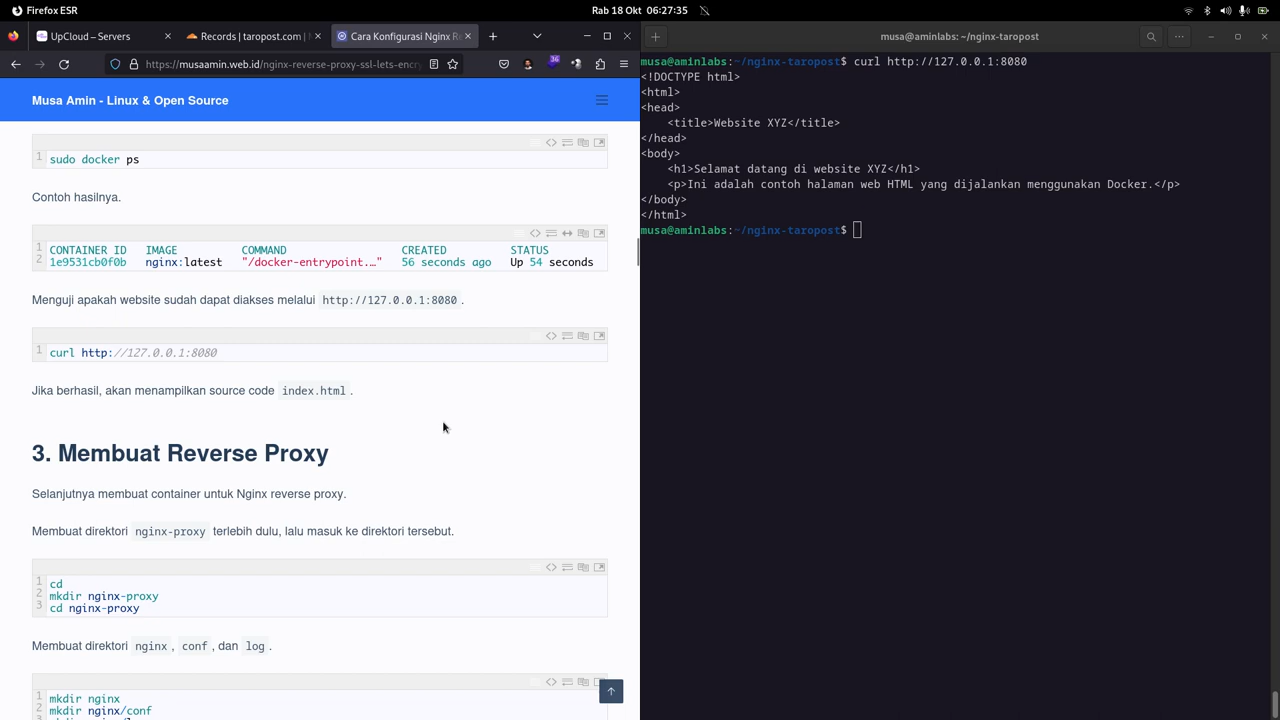 Firefox ESR
Rab 18 Okt 06:27:35
UpCloud – Servers
Records | taropost.com |
Cara Konfigurasi Nginx R
musa@aminlabs: ~/nginx-taropost
https://musaamin.web.id/nginx-reverse-proxy-ssl-lets-encr
Musa Amin - Linux & Open Source
1 sudo docker ps
Contoh hasilnya.
1 CONTAINER ID IMAGE COMMAND CREATED STATUS
2 1e9531cb0f0b nginx:latest "/docker-entrypoint.…" 56 seconds ago Up 54 seconds
Menguji apakah website sudah dapat diakses melalui http://127.0.0.1:8080 .
1 curl http://127.0.0.1:8080
Jika berhasil, akan menampilkan source code index.html .
3. Membuat Reverse Proxy
Selanjutnya membuat container untuk Nginx reverse proxy.
Membuat direktori nginx-proxy terlebih dulu, lalu masuk ke direktori tersebut.
1 cd
2 mkdir nginx-proxy
3 cd nginx-proxy
Membuat direktori nginx , conf , dan log .
1 mkdir nginx
2 mkdir nginx/conf
musa@aminlabs:~/nginx-taropost$ curl http://127.0.0.1:8080
<!DOCTYPE html>
<html>
<head>
    <title>Website XYZ</title>
</head>
<body>
    <h1>Selamat datang di website XYZ</h1>
    <p>Ini adalah contoh halaman web HTML yang dijalankan menggunakan Docker.</p>
</body>
</html>
musa@aminlabs:~/nginx-taropost$